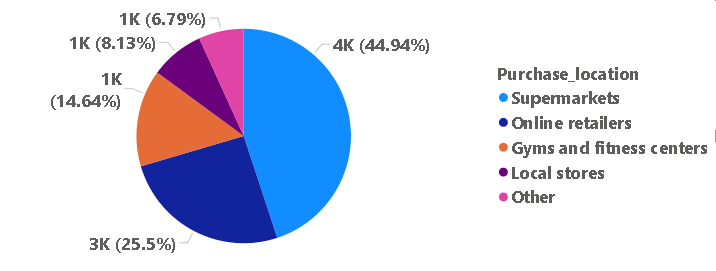 1K (6.79%)
1K (8.13%)
1K
(14.64%)
3K (25.5%)
4K (44.94%)
Purchase_location
Supermarkets
Online retailers
Gyms and fitness centers
Local stores
Other